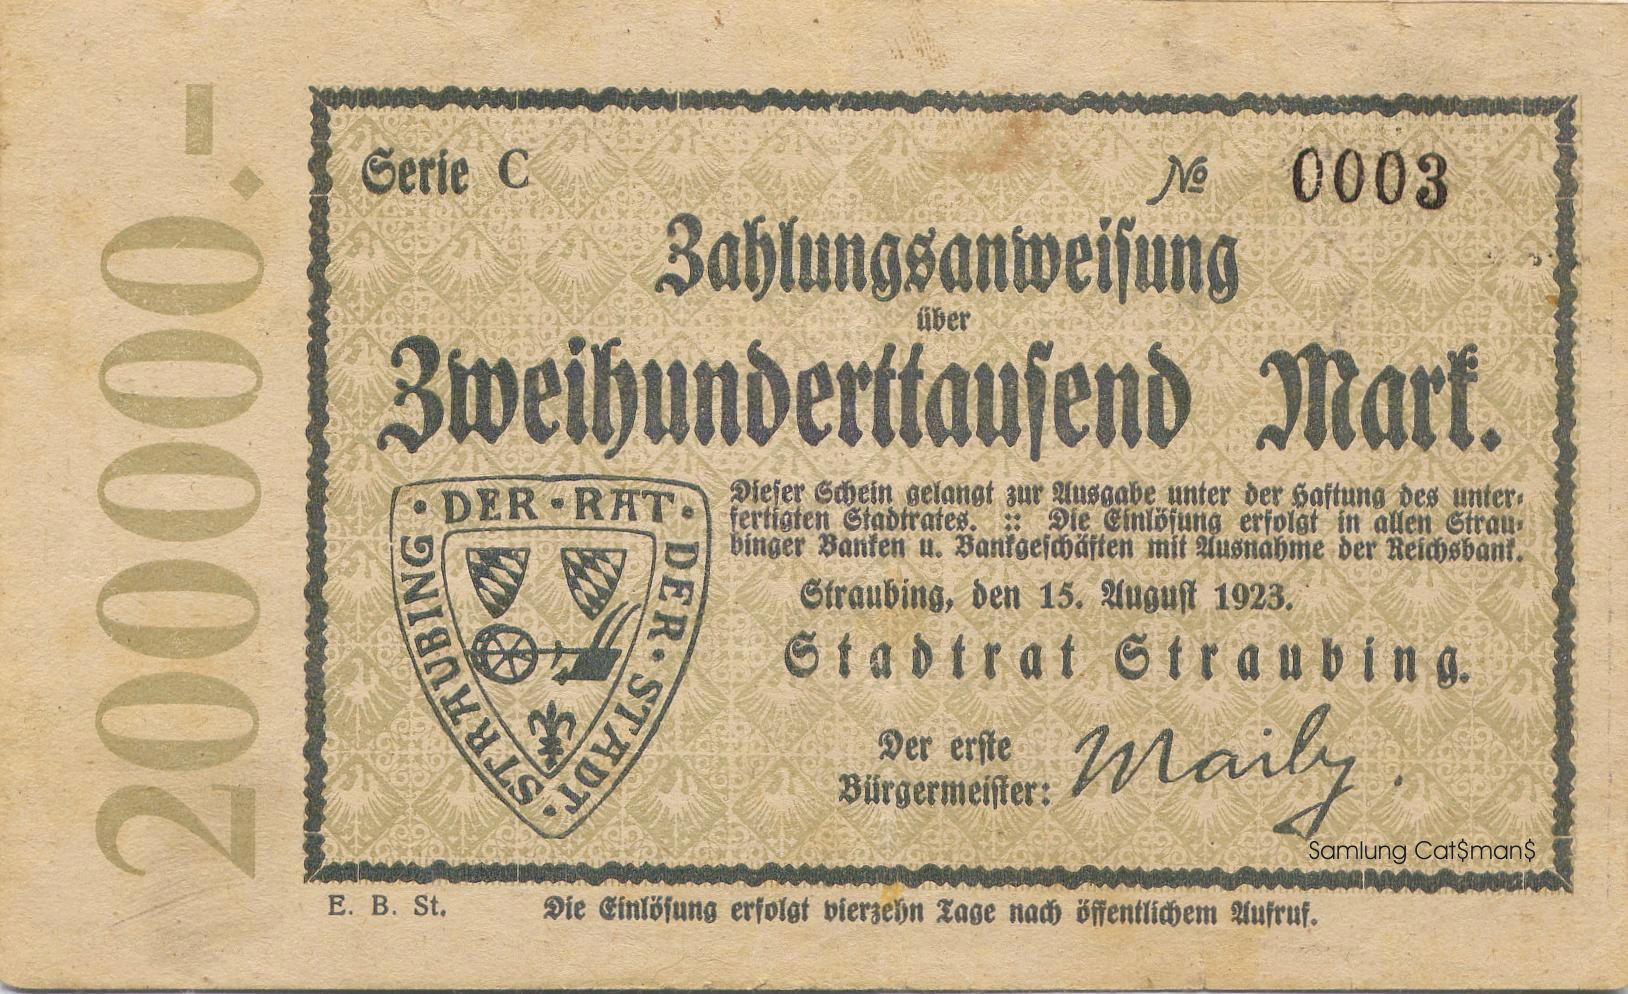 200000.-
Serie C
№ 0003
Zahlungsanweisung
über
Zweihunderttausend Mark.
Dieser Schein gelangt zur Ausgabe unter der Haftung des unter-
fertigten Stadtrates. :: Die Einlösung erfolgt in allen Strau-
binger Banken u. Bankgeschäften mit Ausnahme der Reichsbank.
Straubing, den 15. August 1923.
Stadtrat Straubing.
Der erste
Bürgermeister:
· DER · RAT · DER · STADT · STRAUBING
Samlung Cat$man$
E. B. St.
Die Einlösung erfolgt vierzehn Tage nach öffentlichem Aufruf.